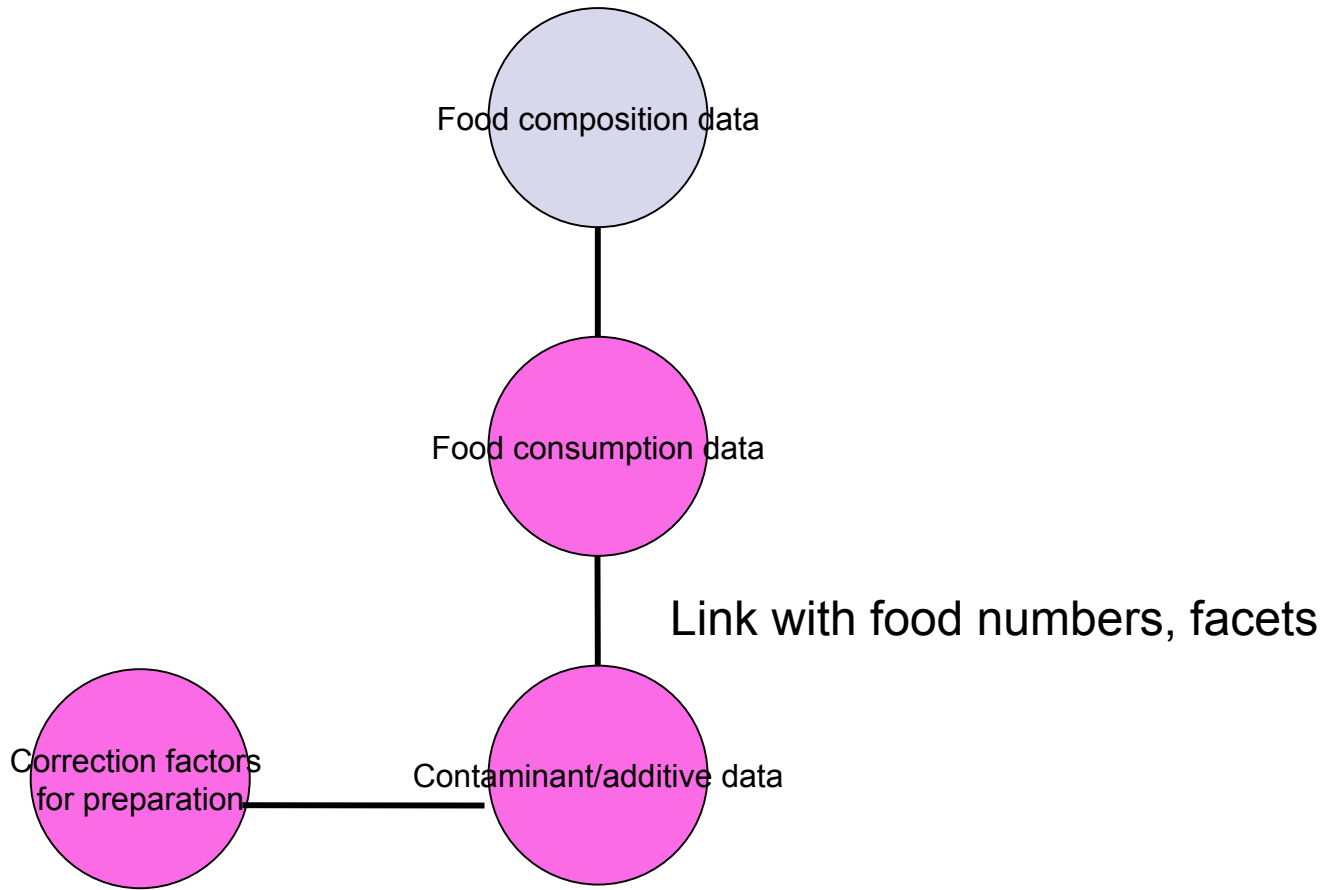 Food composition data
Food consumption data
Link with food numbers, facets
Correction factors
for preparation
Contaminant/additive data